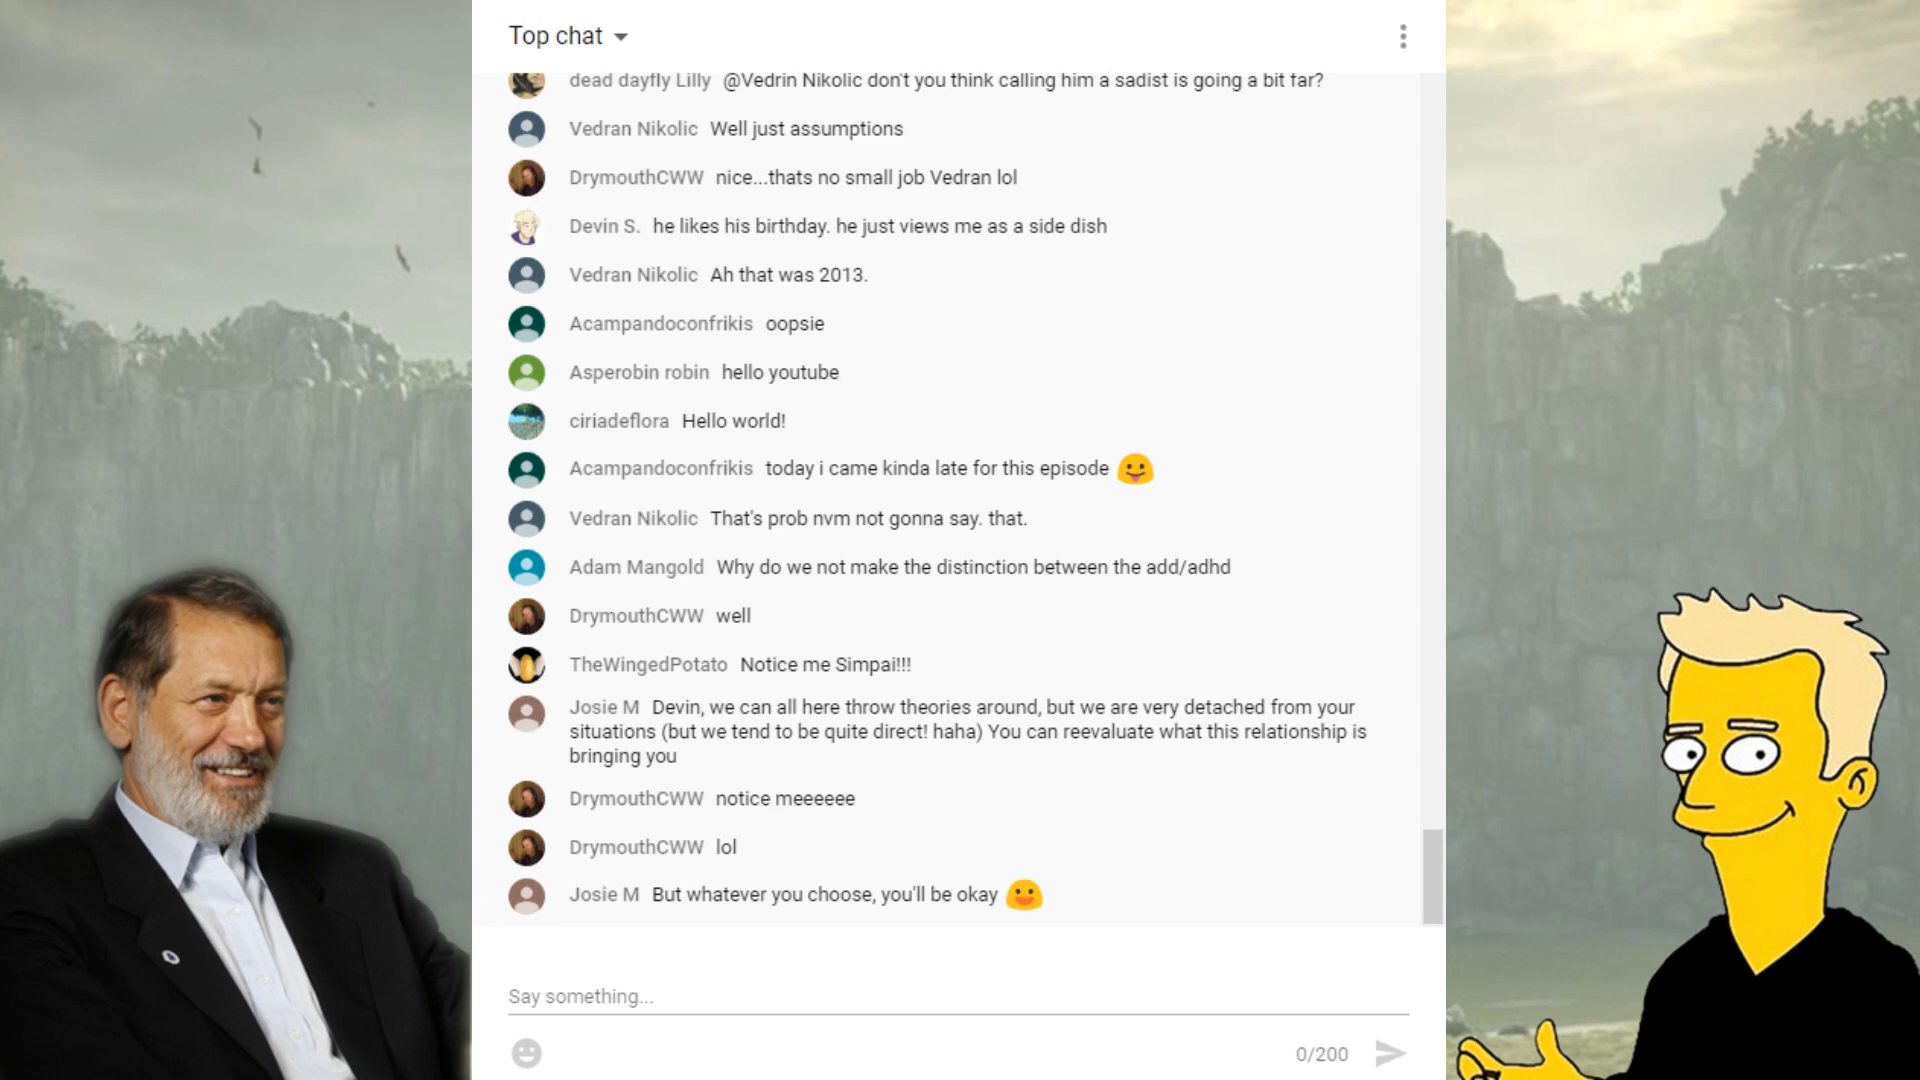 Top chat
dead dayfly Lilly @Vedrin Nikolic don't you think calling him a sadist is going a bit far?
Vedran Nikolic Well just assumptions
DrymouthCWW nice...thats no small job Vedran lol
Devin S. he likes his birthday. he just views me as a side dish
Vedran Nikolic Ah that was 2013.
Acampandoconfrikis oopsie
Asperobin robin hello youtube
ciriadeflora Hello world!
Acampandoconfrikis today i came kinda late for this episode
Vedran Nikolic That's prob nvm not gonna say. that.
Adam Mangold Why do we not make the distinction between the add/adhd
DrymouthCWW well
TheWingedPotato Notice me Simpai!!!
Josie M Devin, we can all here throw theories around, but we are very detached from your
situations (but we tend to be quite direct! haha) You can reevaluate what this relationship is
bringing you
DrymouthCWW notice meeeeee
DrymouthCWW lol
Josie M But whatever you choose, you'll be okay
Say something...
0/200